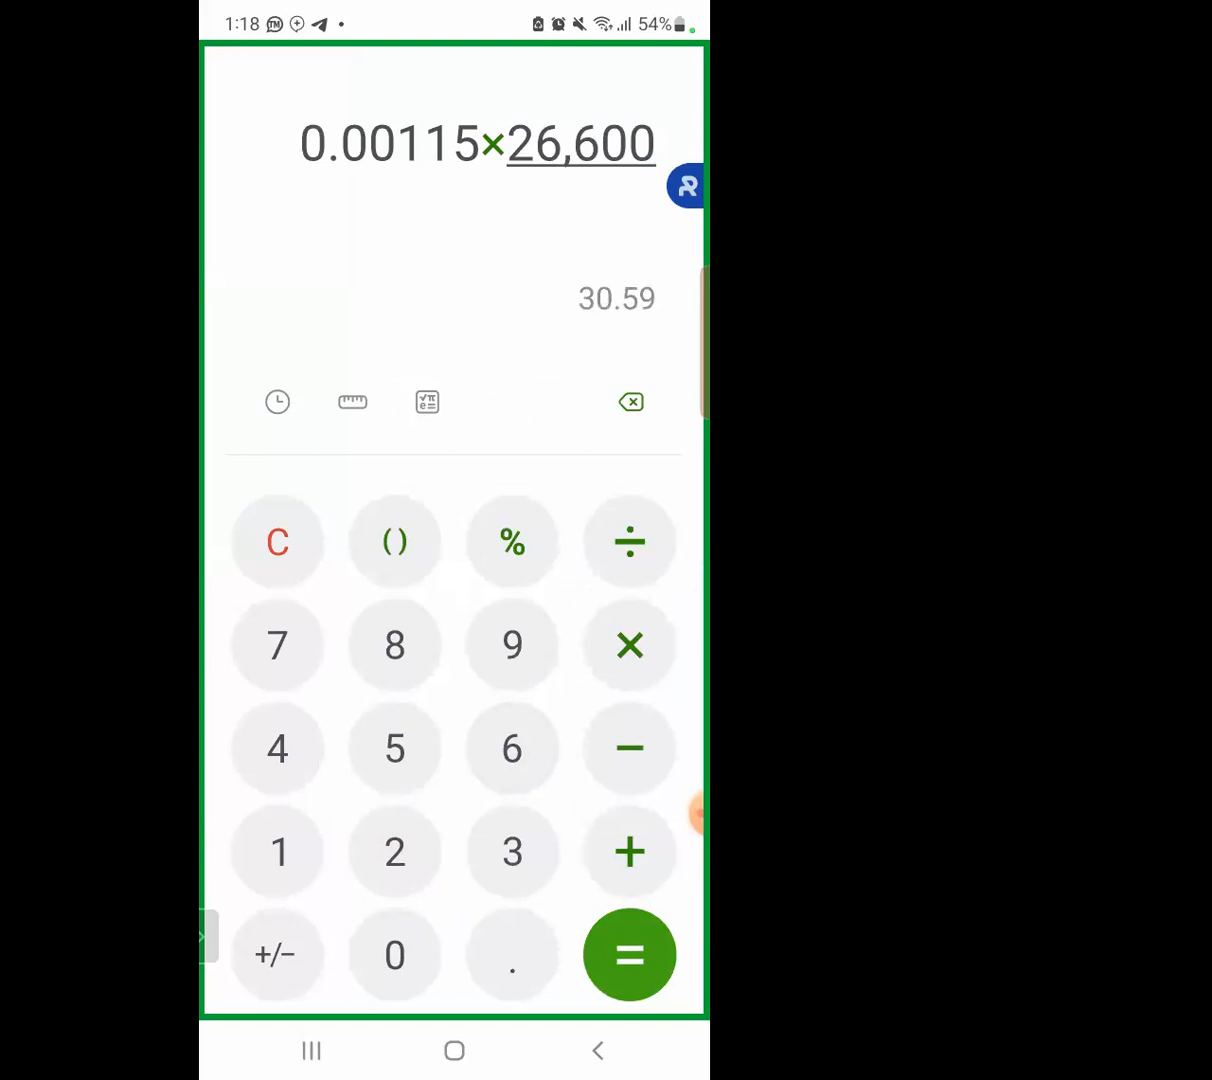 1:18 54%
0.00115×26,600
30.59
C () % ÷
7 8 9 ×
4 5 6 −
1 2 3 +
+/− 0 . =